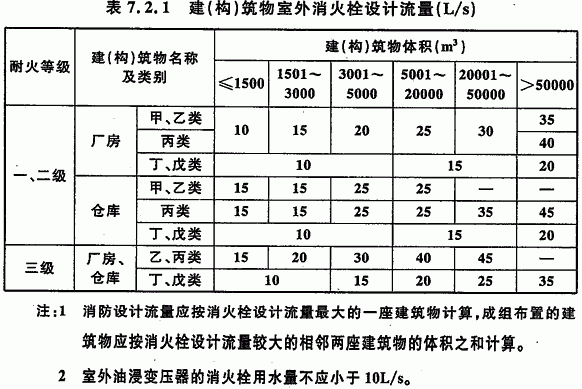 表 7.2.1 建(构)筑物室外消火栓设计流量(L/s)
耐火等级 建(构)筑物名称及类别 建(构)筑物体积(m³)
≤1500 1501~3000 3001~5000 5001~20000 20001~50000 >50000
一、二级 厂房 甲、乙类 10 15 20 25 30 35
丙类 40
丁、戊类 10 15 20
仓库 甲、乙类 15 15 25 25 — —
丙类 15 15 25 25 35 45
丁、戊类 10 15 20
三级 厂房、仓库 乙、丙类 15 20 30 40 45 —
丁、戊类 10 15 20 25 35
注:1 消防设计流量应按消火栓设计流量最大的一座建筑物计算,成组布置的建
筑物应按消火栓设计流量较大的相邻两座建筑物的体积之和计算。
2 室外油浸变压器的消火栓用水量不应小于10L/s。